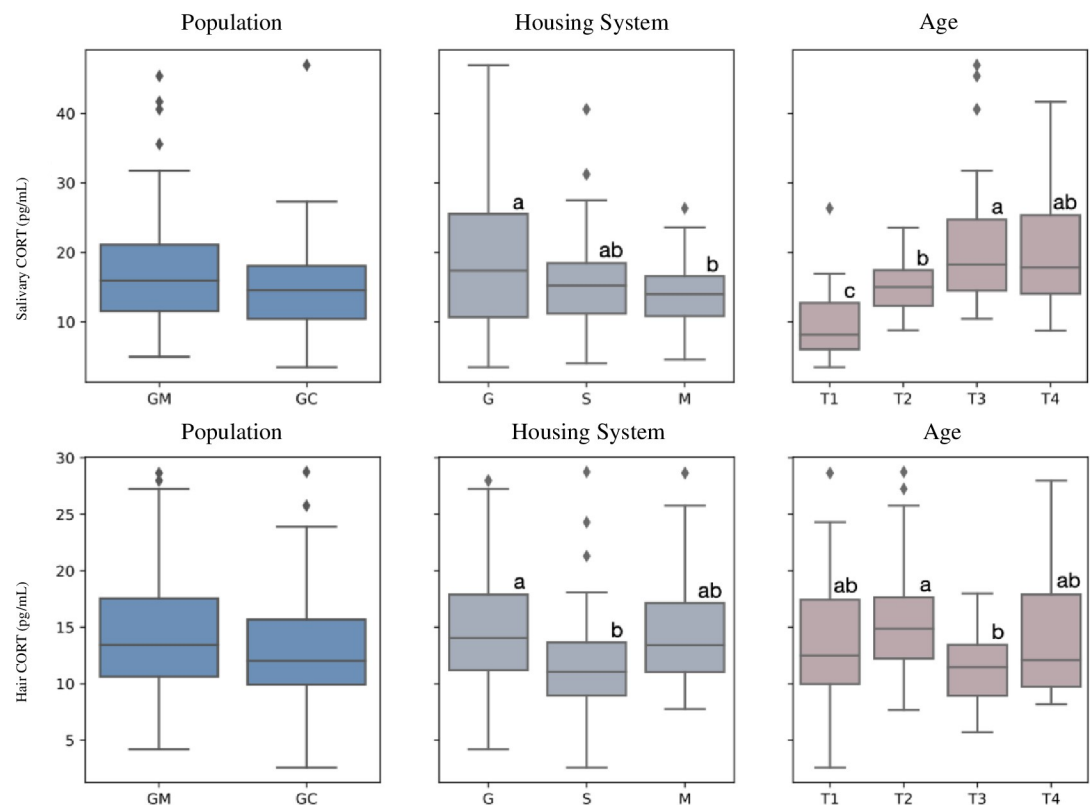 Population Housing System Age
Salivary CORT (pg/mL)
40
30
20
10
a ab b
c b a ab
GM GC G S M T1 T2 T3 T4
Population Housing System Age
Hair CORT (pg/mL)
30
25
20
15
10
5
a b ab
ab a b ab
GM GC G S M T1 T2 T3 T4